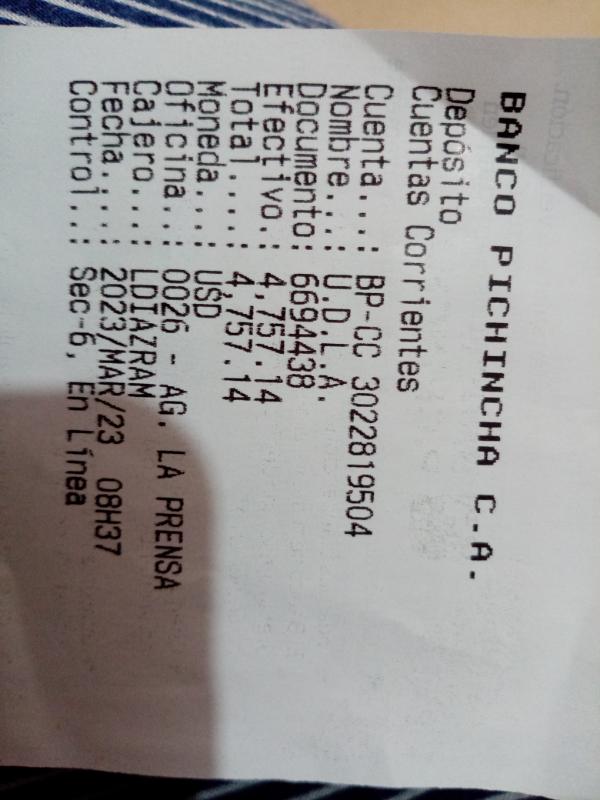 BANCO PICHINCHA C.A.
Depósito
Cuentas Corrientes
Cuenta...: BP-CC 3022819504
Nombre...: U.D.L.A.
Documento: 6694438
Efectivo.: 4,757.14
Total....: 4,757.14
Moneda...: USD
Oficina..: 0026 - AG. LA PRENSA
Cajero...: LDIAZRAM
Fecha....: 2023/MAR/23 08H37
Control..: Sec-6, En Línea